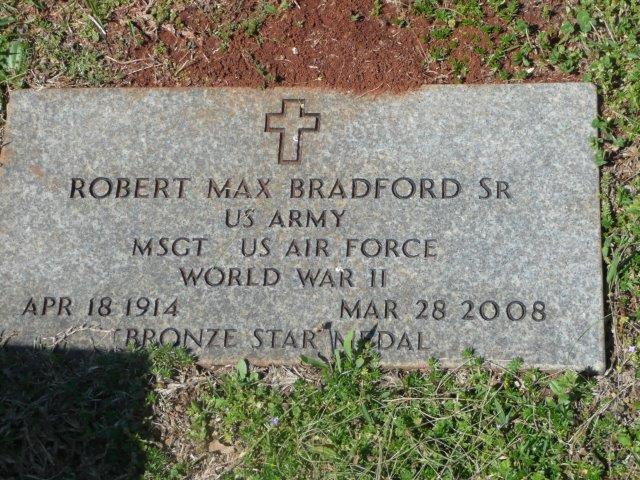 ROBERT MAX BRADFORD SR
US ARMY
MSGT US AIR FORCE
WORLD WAR II
APR 18 1914 MAR 28 2008
BRONZE STAR MEDAL